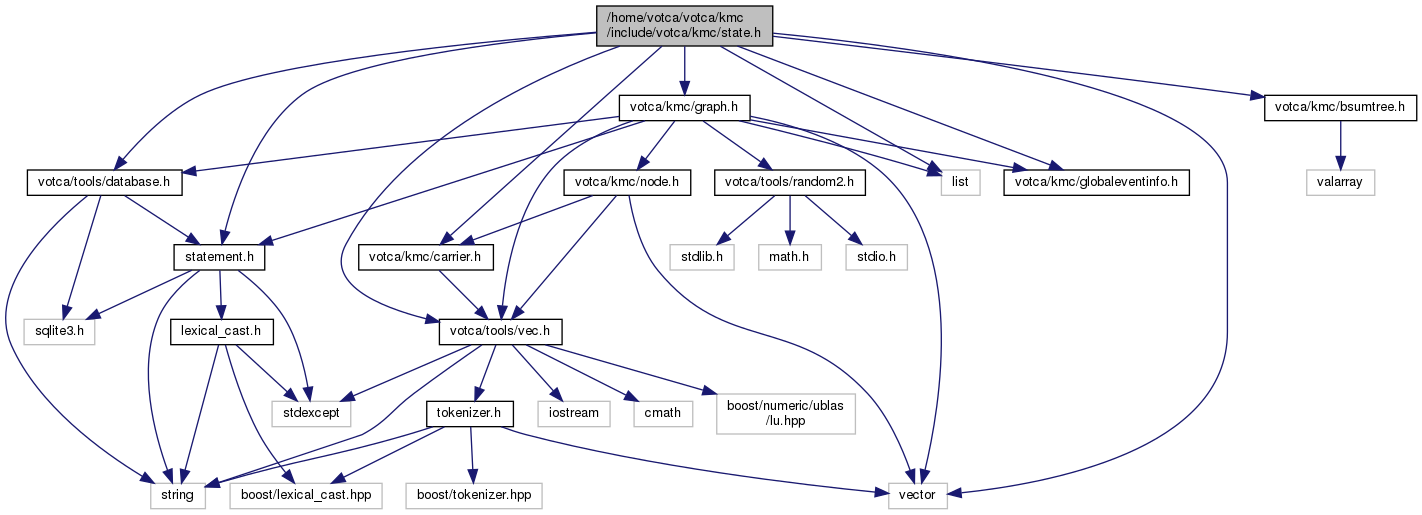 /home/votca/votca/kmc
/include/votca/kmc/state.h
votca/kmc/graph.h
votca/kmc/bsumtree.h
votca/tools/database.h
votca/kmc/node.h
votca/tools/random2.h
list
votca/kmc/globaleventinfo.h
valarray
statement.h
votca/kmc/carrier.h
stdlib.h
math.h
stdio.h
sqlite3.h
lexical_cast.h
votca/tools/vec.h
stdexcept
tokenizer.h
iostream
cmath
boost/numeric/ublas
/lu.hpp
string
boost/lexical_cast.hpp
boost/tokenizer.hpp
vector